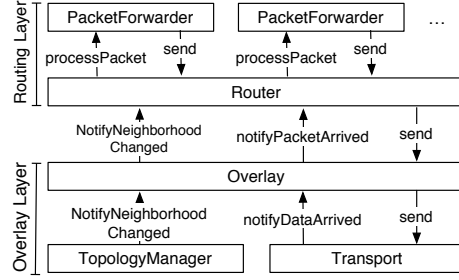 Routing Layer
PacketForwarder
PacketForwarder
...
processPacket
send
processPacket
send
Router
NotifyNeighborhood
Changed
notifyPacketArrived
send
Overlay Layer
Overlay
NotifyNeighborhood
Changed
notifyDataArrived
send
TopologyManager
Transport